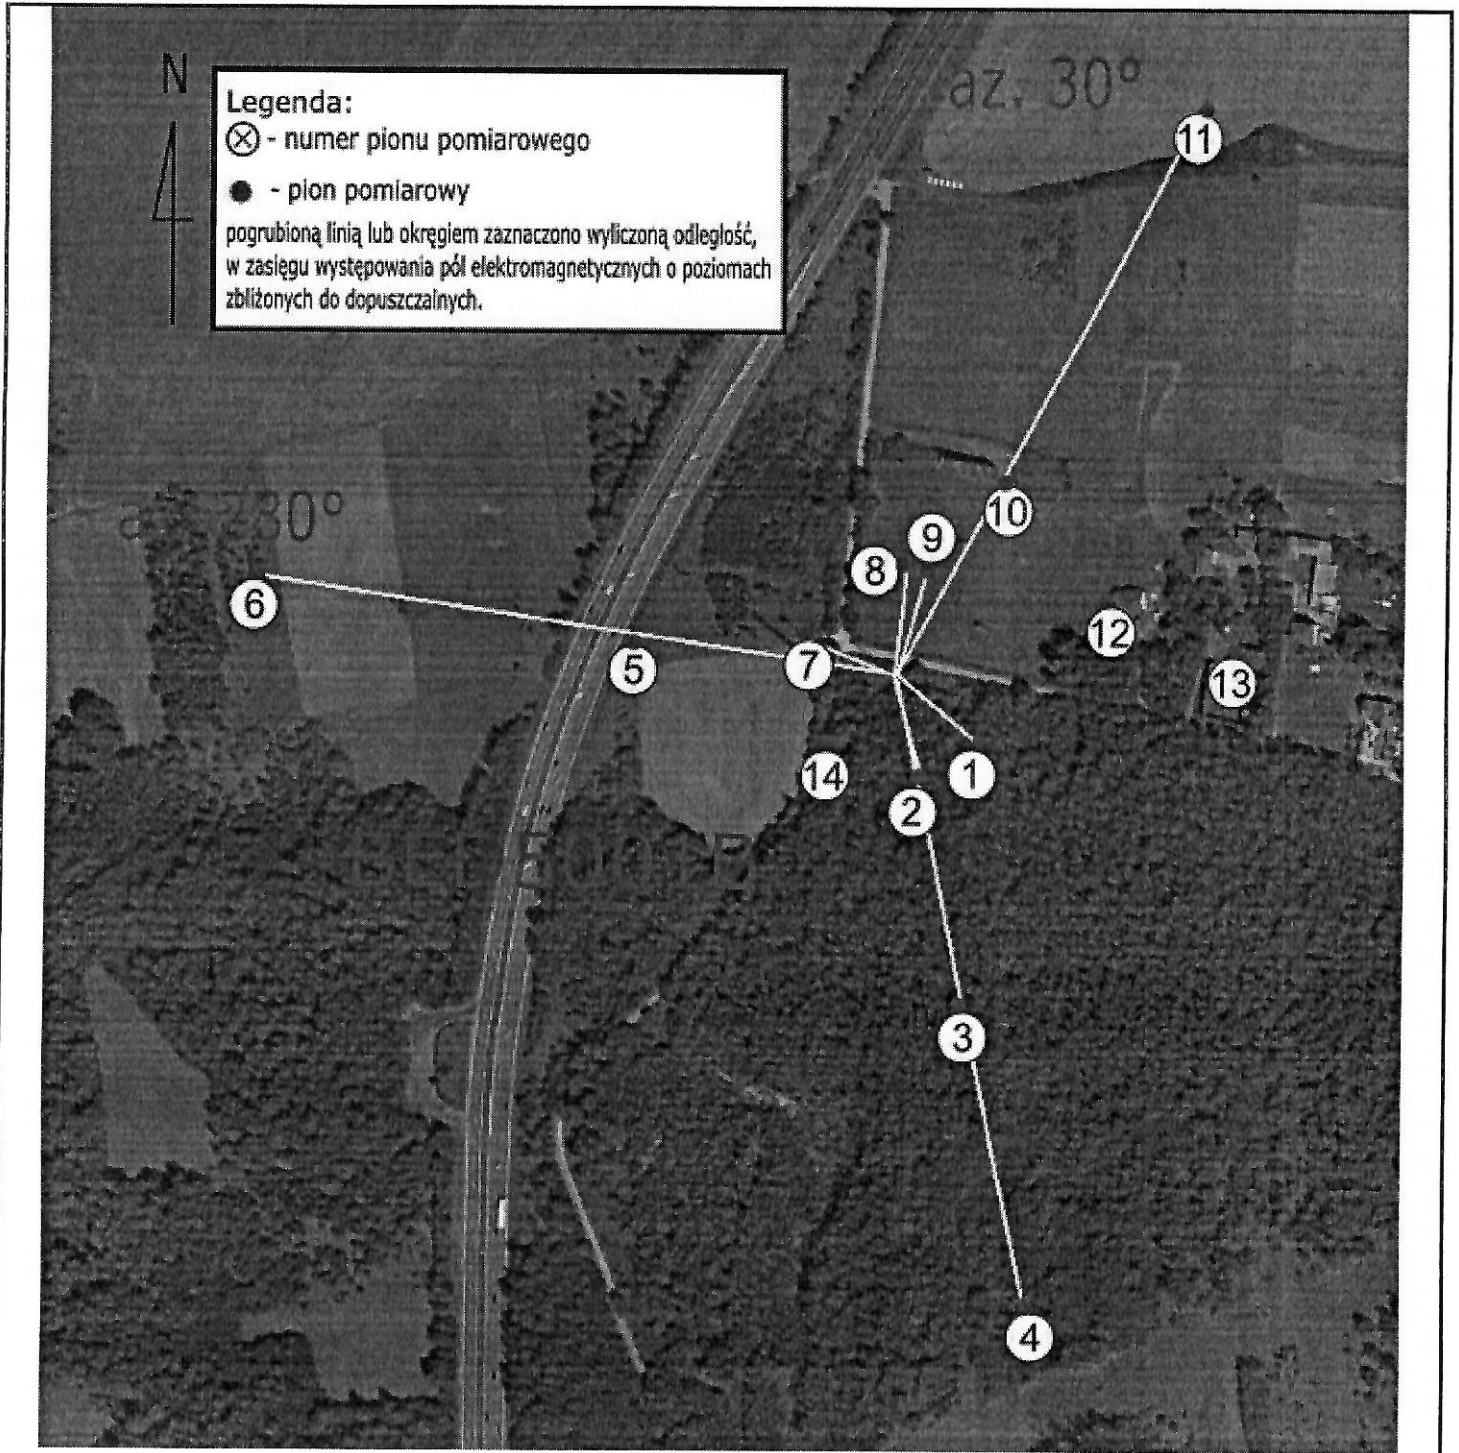 N
az. 30°
Legenda:
⊗ - numer pionu pomiarowego
● - pion pomiarowy
pogrubioną linią lub okręgiem zaznaczono wyliczoną odległość,
w zasięgu występowania pól elektromagnetycznych o poziomach
zbliżonych do dopuszczalnych.
11
10
9
8
6
5
7
12
13
14
1
2
3
4